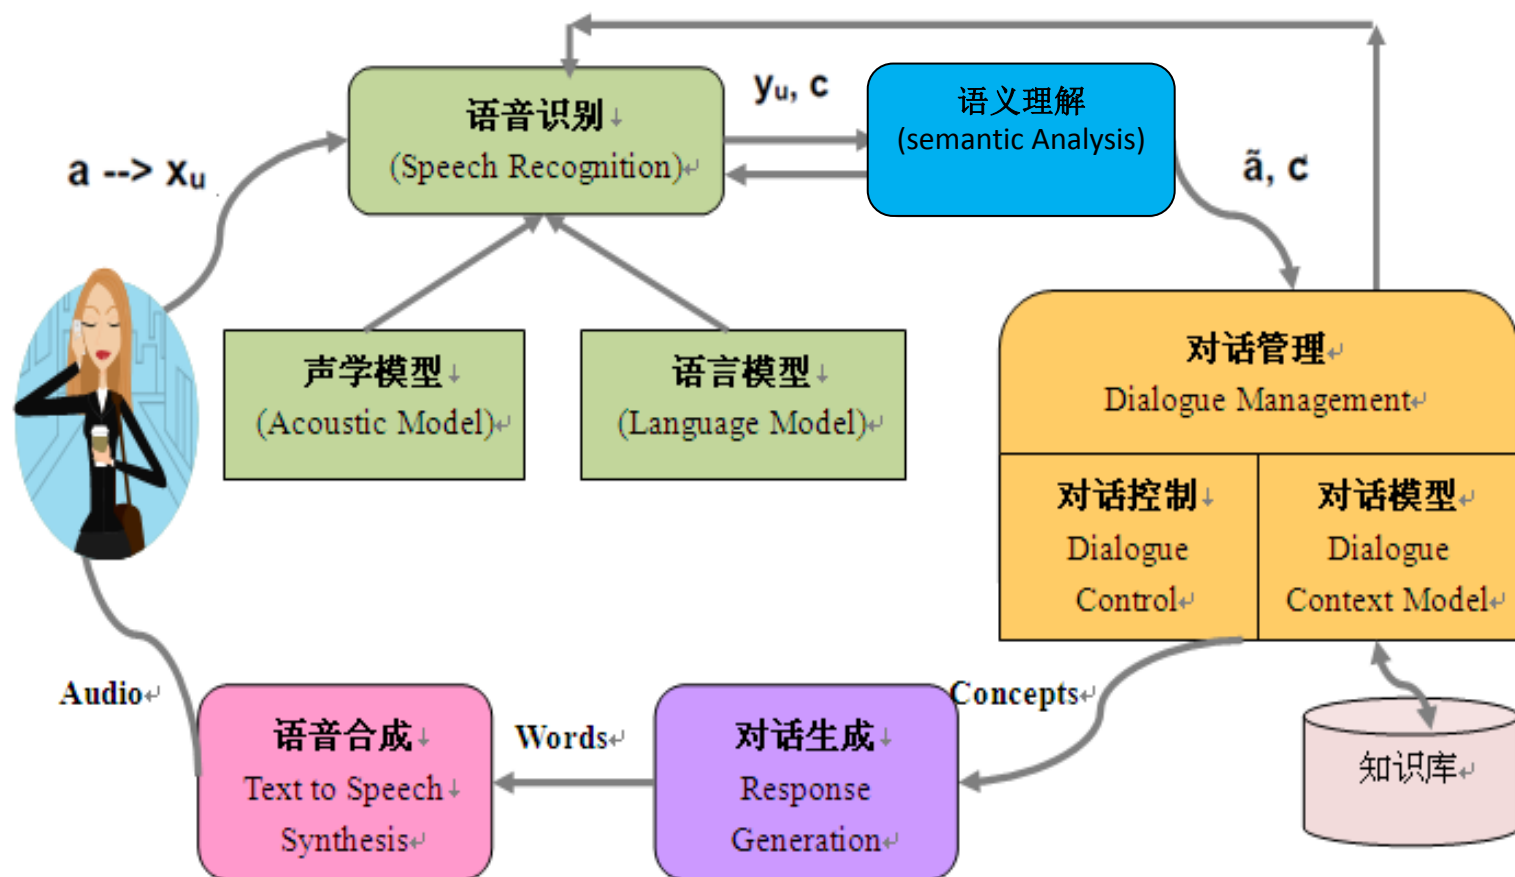 语音识别↓
(Speech Recognition)↵
yᵤ, c
语义理解
(semantic Analysis)
a --> xᵤ
ã, c
声学模型↓
(Acoustic Model)↵
语言模型↓
(Language Model)↵
对话管理↵
Dialogue Management↵
对话控制↓
Dialogue
Control↵
对话模型↵
Dialogue
Context Model↵
Audio↵
语音合成↓
Text to Speech↓
Synthesis↵
Words↵
对话生成↓
Response
Generation↵
Concepts↵
知识库↵